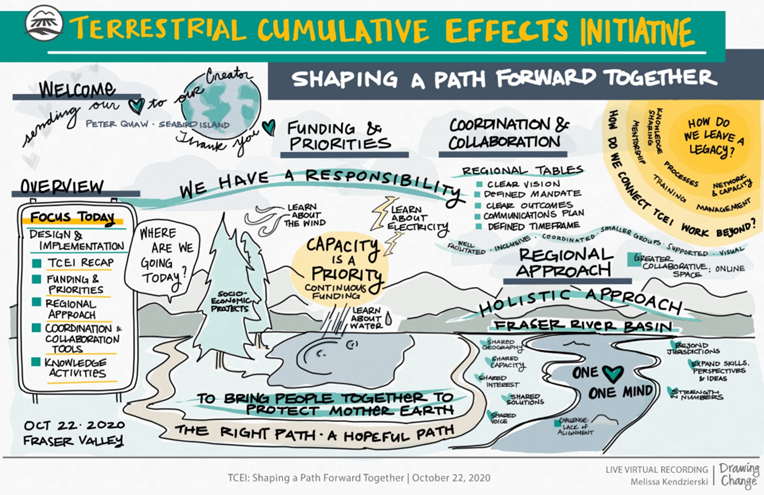 TERRESTRIAL CUMULATIVE EFFECTS INITIATIVE
SHAPING A PATH FORWARD TOGETHER
WELCOME
sending our to our Creator
PETER QUAW · SEABIRD ISLAND
Thank you
OVERVIEW
FOCUS TODAY
DESIGN &
IMPLEMENTATION
TCEI RECAP
FUNDING &
PRIORITIES
REGIONAL
APPROACH
COORDINATION &
COLLABORATION
TOOLS
KNOWLEDGE
ACTIVITIES
OCT 22 · 2020
FRASER VALLEY
WHERE
ARE WE
GOING
TODAY?
FUNDING &
PRIORITIES
WE HAVE A RESPONSIBILITY
LEARN
ABOUT
THE WIND
LEARN
ABOUT
ELECTRICITY
CAPACITY
IS A
PRIORITY
CONTINUOUS
FUNDING
LEARN
ABOUT
WATER
SOCIO-
ECONOMIC
PROJECTS
TO BRING PEOPLE TOGETHER TO
PROTECT MOTHER EARTH
THE RIGHT PATH · A HOPEFUL PATH
COORDINATION &
COLLABORATION
REGIONAL TABLES
CLEAR VISION
DEFINED MANDATE
CLEAR OUTCOMES
COMMUNICATIONS PLAN
DEFINED TIMEFRAME
WELL-
FACILITATED · INCLUSIVE · COORDINATED · SMALLER GROUPS · SUPPORTED · VISUAL
GREATER
COLLABORATIVE, ONLINE
SPACE
HOW DO
WE LEAVE A
LEGACY?
KNOWLEDGE
SHARING
MENTORSHIP
PROCESSES
TRAINING
NETWORK
& CAPACITY
MANAGEMENT
HOW DO WE CONNECT TCEI WORK BEYOND?
REGIONAL
APPROACH
HOLISTIC APPROACH
FRASER RIVER BASIN
SHARED
GEOGRAPHY
SHARED
CAPACITY
SHARED
INTEREST
SHARED
SOLUTIONS
SHARED
VOICE
ONE
ONE MIND
CHALLENGE:
LACK OF
ALIGNMENT
BEYOND
JURISDICTIONS
EXPAND SKILLS,
PERSPECTIVES
& IDEAS
STRENGTH
IN NUMBERS
TCEI: Shaping a Path Forward Together | October 22, 2020
LIVE VIRTUAL RECORDING
Melissa Kendzierski
Drawing
Change